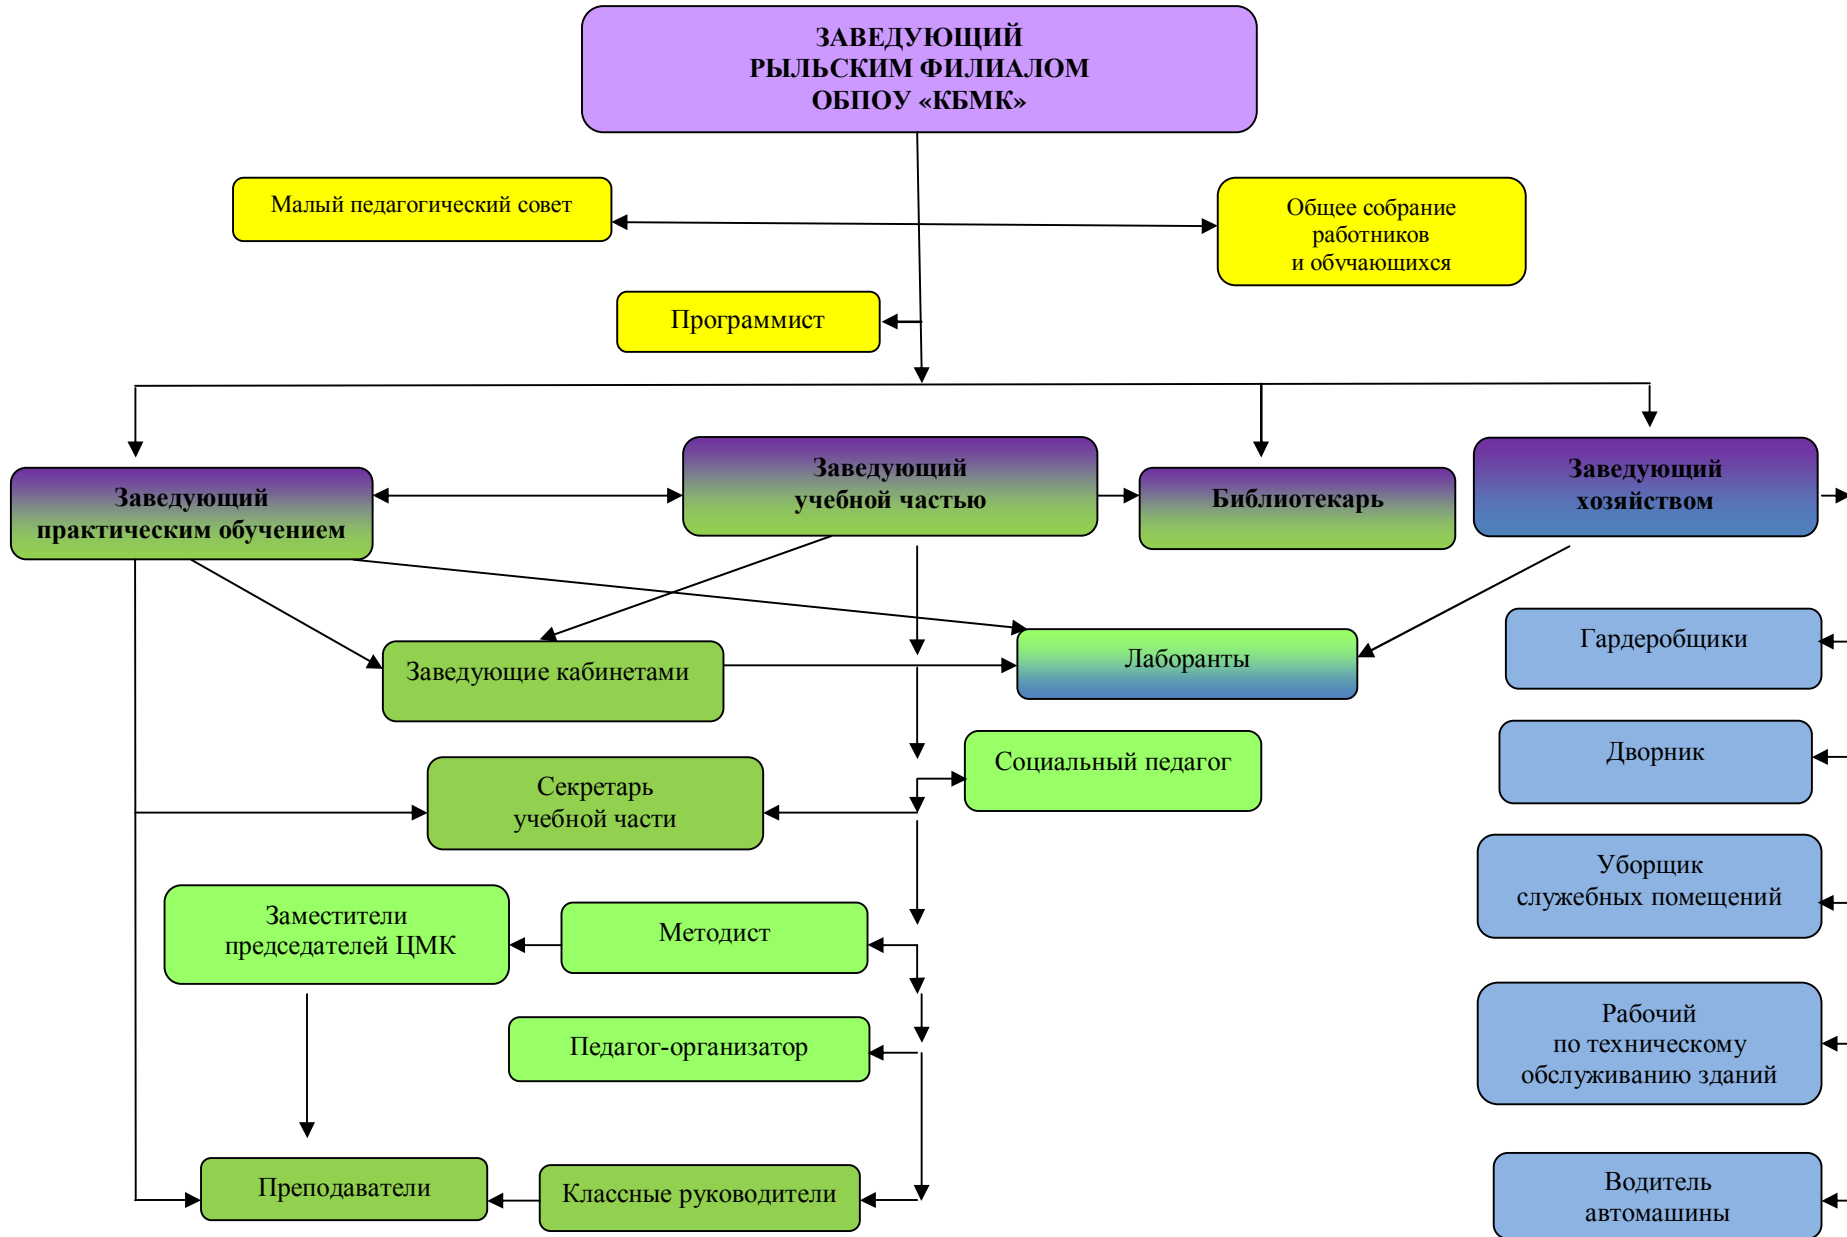 ЗАВЕДУЮЩИЙ
РЫЛЬСКИМ ФИЛИАЛОМ
ОБПОУ «КБМК»
Малый педагогический совет
Общее собрание
работников
и обучающихся
Программист
Заведующий
практическим обучением
Заведующий
учебной частью
Библиотекарь
Заведующий
хозяйством
Заведующие кабинетами
Лаборанты
Гардеробщики
Социальный педагог
Дворник
Секретарь
учебной части
Уборщик
служебных помещений
Заместители
председателей ЦМК
Методист
Педагог-организатор
Рабочий
по техническому
обслуживанию зданий
Преподаватели
Классные руководители
Водитель
автомашины